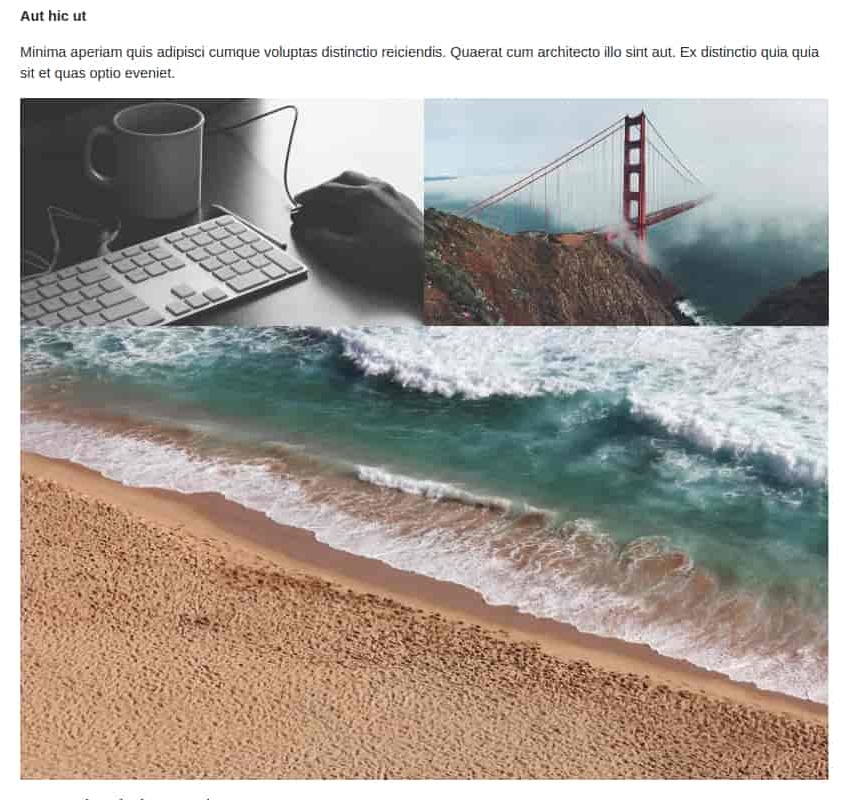 Aut hic ut
Minima aperiam quis adipisci cumque voluptas distinctio reiciendis. Quaerat cum architecto illo sint aut. Ex distinctio quia quia
sit et quas optio eveniet.